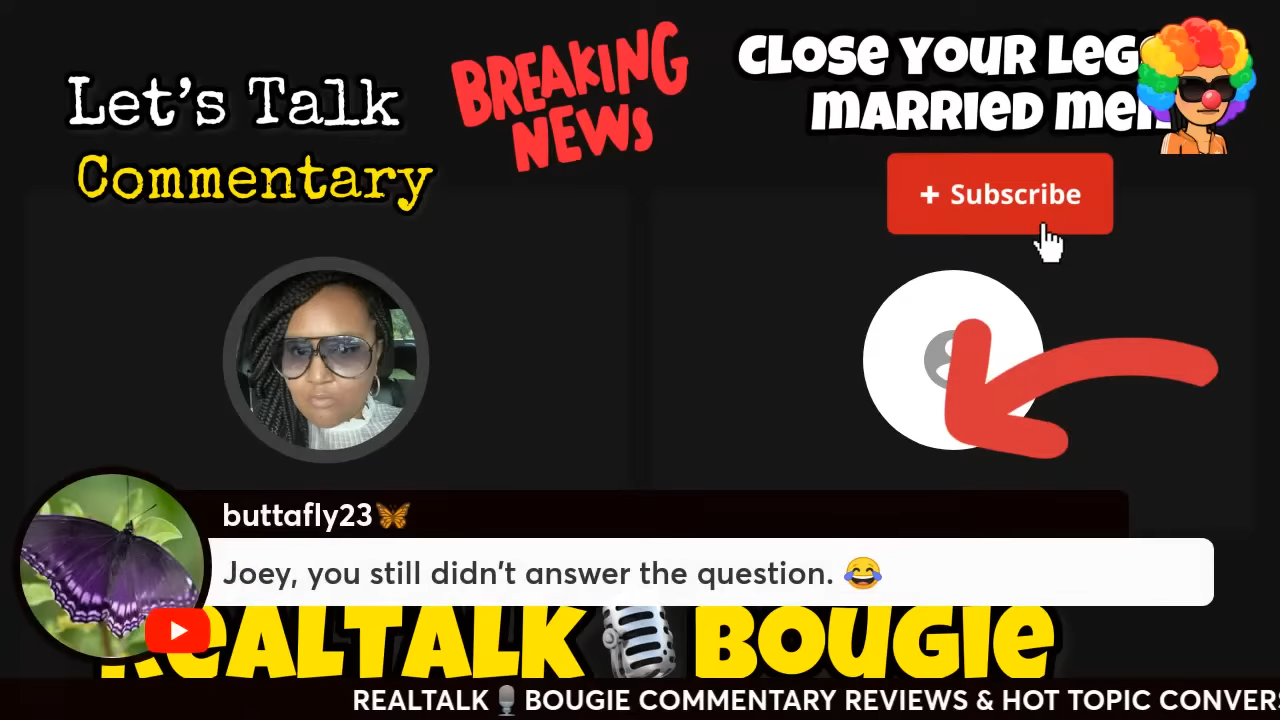 Let's Talk
Commentary
BREAKING
NEWS
CLOSE YOUR LEG
MARRIED MEN
+ Subscribe
buttafly23🦋
Joey, you still didn't answer the question. 😂
REALTALK🎙️BOUGIE
REALTALK🎙️BOUGIE COMMENTARY REVIEWS & HOT TOPIC CONVERS